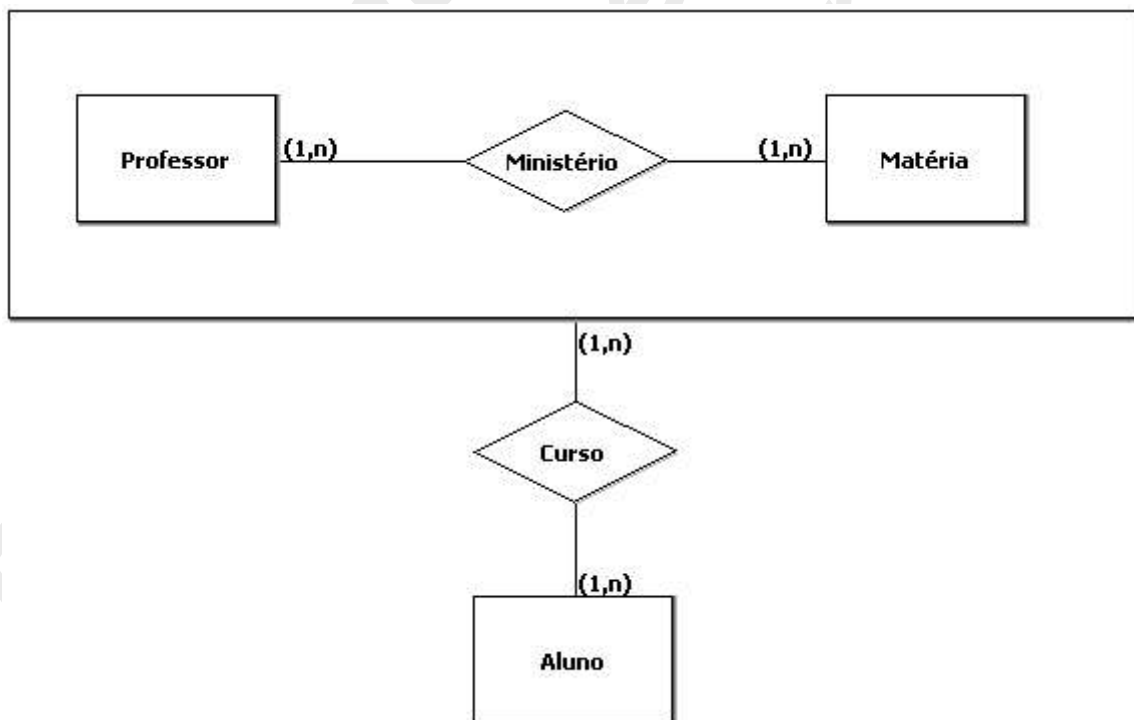 Professor
(1,n)
Ministério
(1,n)
Matéria
(1,n)
Curso
(1,n)
Aluno